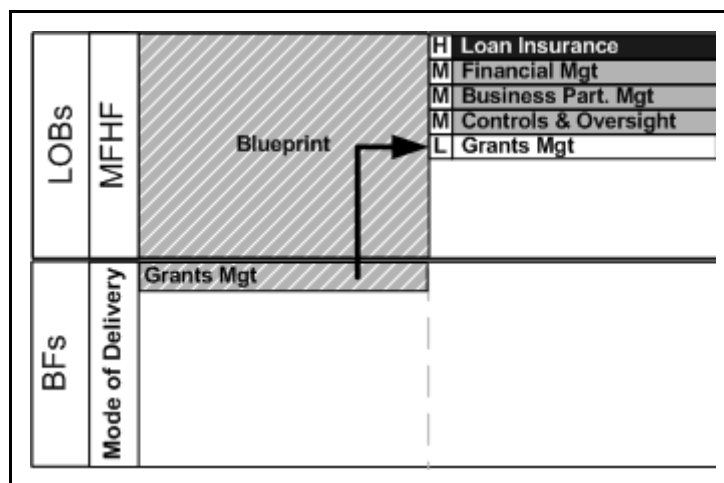 LOBs
MFHF
Blueprint
H Loan Insurance
M Financial Mgt
M Business Part. Mgt
M Controls & Oversight
L Grants Mgt
BFs
Mode of Delivery
Grants Mgt